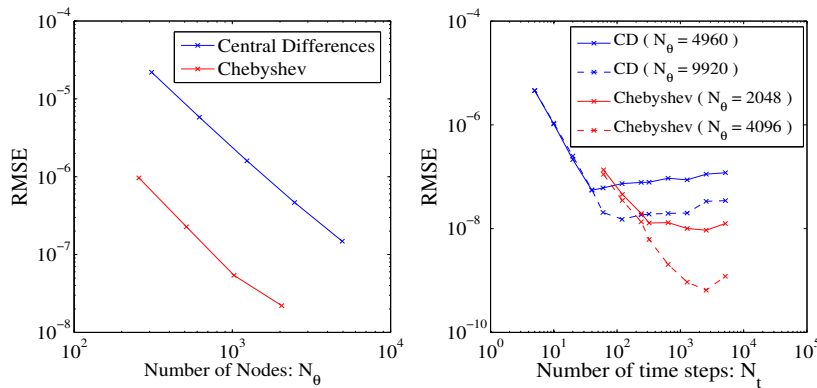 10^-4
10^-5
10^-6
10^-7
10^-8
RMSE
10^2
10^3
10^4
Number of Nodes: N_θ
Central Differences
Chebyshev
10^-4
10^-6
10^-8
10^-10
RMSE
10^0
10^1
10^2
10^3
10^4
10^5
Number of time steps: N_t
CD ( N_θ = 4960 )
CD ( N_θ = 9920 )
Chebyshev ( N_θ = 2048 )
Chebyshev ( N_θ = 4096 )